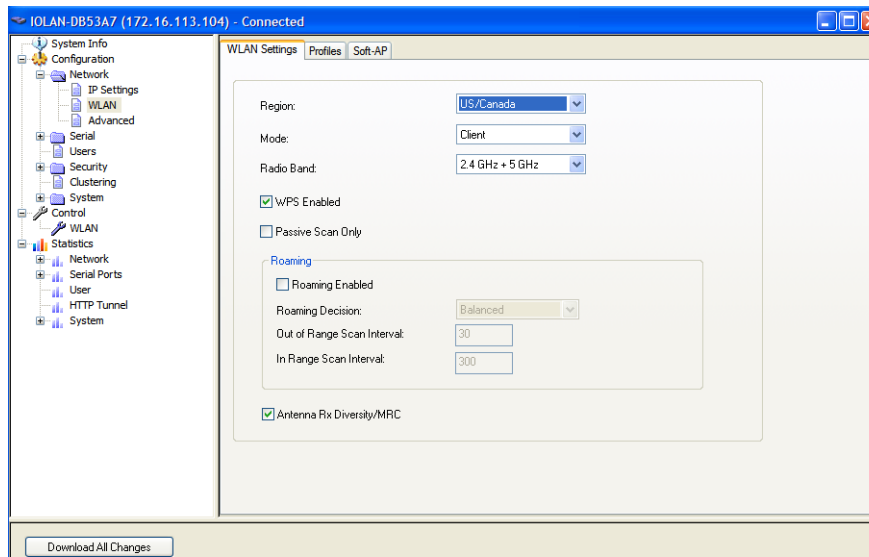 IOLAN-DB53A7 (172.16.113.104) - Connected
System Info
Configuration
Network
IP Settings
WLAN
Advanced
Serial
Users
Security
Clustering
System
Control
WLAN
Statistics
Network
Serial Ports
User
HTTP Tunnel
System
WLAN Settings Profiles Soft-AP
Region: US/Canada
Mode: Client
Radio Band: 2.4 GHz + 5 GHz
WPS Enabled
Passive Scan Only
Roaming
Roaming Enabled
Roaming Decision: Balanced
Out of Range Scan Interval: 30
In Range Scan Interval: 300
Antenna Rx Diversity/MRC
Download All Changes